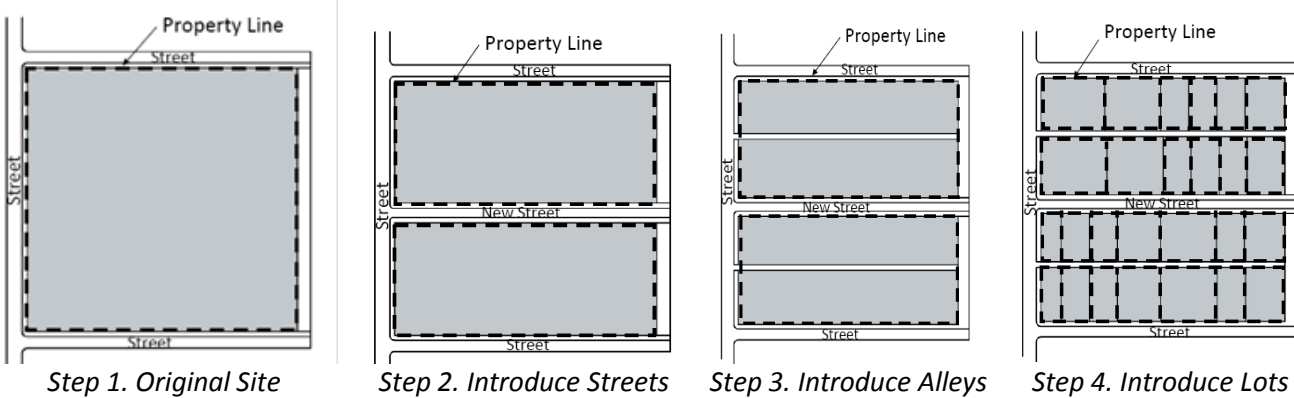 Property Line
Street
Street
Street
Step 1. Original Site
Property Line
Street
Street
New Street
Street
Step 2. Introduce Streets
Property Line
Street
Street
New Street
Street
Step 3. Introduce Alleys
Property Line
Street
Street
New Street
Street
Step 4. Introduce Lots